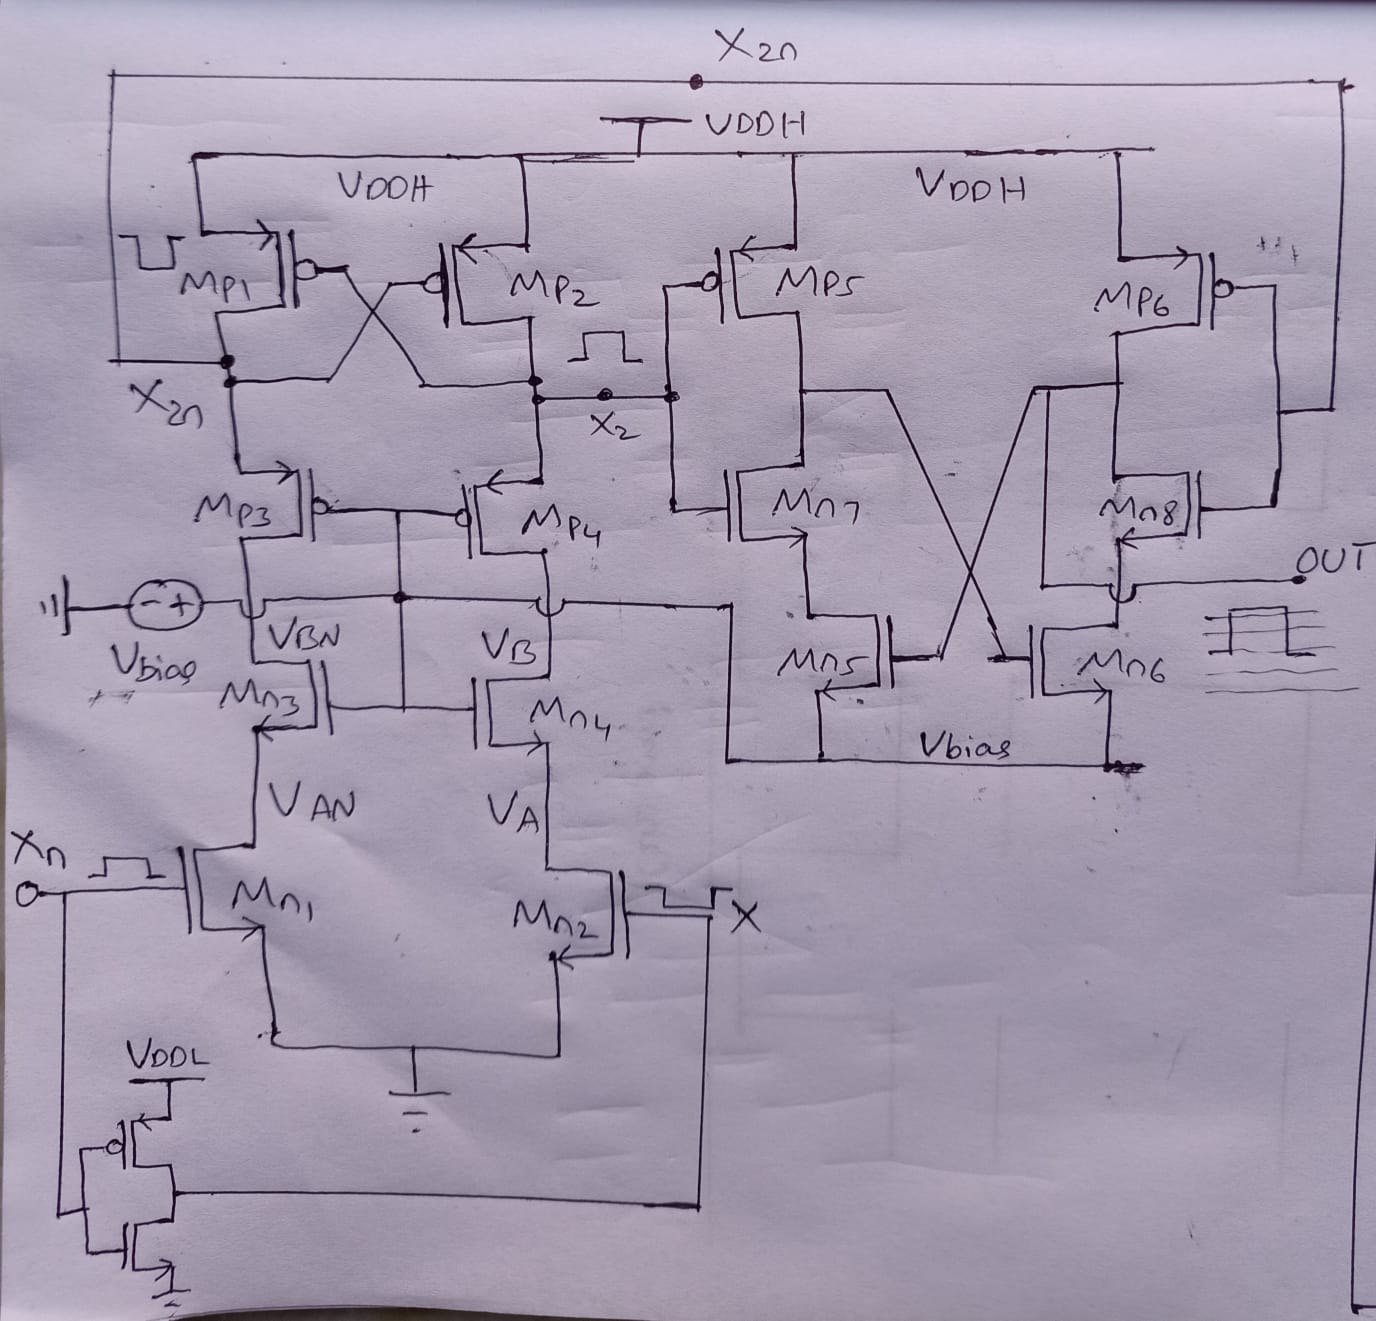 X2n
VDDH
VDDH
VDDH
MP1
MP2
MP5
MP6
X2n
X2
MP3
MP4
Mn7
Mn8
OUT
- +
Vbias
VBN
VB
Mn3
Mn4
Mn5
Mn6
Vbias
VAN
VA
Xn
Mn1
Mn2
X
VDDL